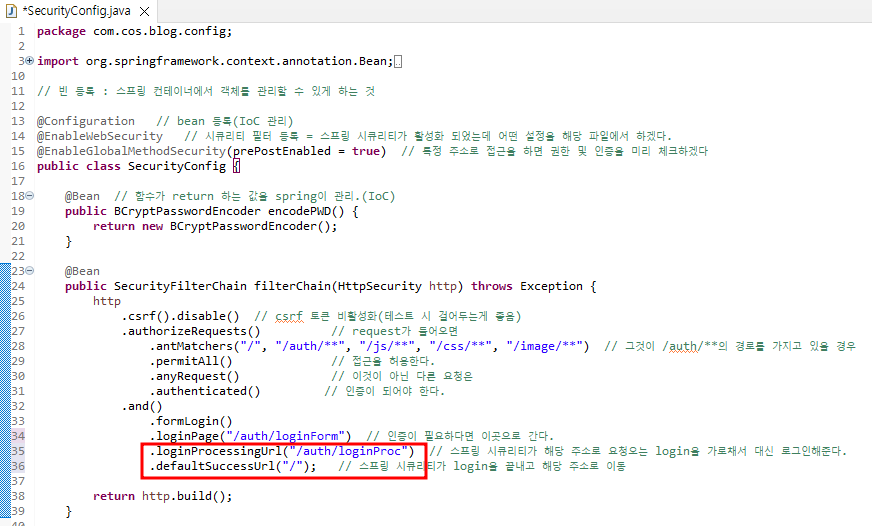 *SecurityConfig.java
1 package com.cos.blog.config;
2
3 import org.springframework.context.annotation.Bean;
10
11 // 빈 등록 : 스프링 컨테이너에서 객체를 관리할 수 있게 하는 것
12
13 @Configuration // bean 등록(IoC 관리)
14 @EnableWebSecurity // 시큐리티 필터 등록 = 스프링 시큐리티가 활성화 되었는데 어떤 설정을 해당 파일에서 하겠다.
15 @EnableGlobalMethodSecurity(prePostEnabled = true) // 특정 주소로 접근을 하면 권한 및 인증을 미리 체크하겠다
16 public class SecurityConfig {
17
18 @Bean // 함수가 return 하는 값을 spring이 관리.(IoC)
19 public BCryptPasswordEncoder encodePWD() {
20 return new BCryptPasswordEncoder();
21 }
22
23 @Bean
24 public SecurityFilterChain filterChain(HttpSecurity http) throws Exception {
25 http
26 .csrf().disable() // csrf 토큰 비활성화(테스트 시 걸어두는게 좋음)
27 .authorizeRequests() // request가 들어오면
28 .antMatchers("/", "/auth/**", "/js/**", "/css/**", "/image/**") // 그것이 /auth/**의 경로를 가지고 있을 경우
29 .permitAll() // 접근을 허용한다.
30 .anyRequest() // 이것이 아닌 다른 요청은
31 .authenticated() // 인증이 되어야 한다.
32 .and()
33 .formLogin()
34 .loginPage("/auth/loginForm") // 인증이 필요하다면 이곳으로 간다.
35 .loginProcessingUrl("/auth/loginProc") // 스프링 시큐리티가 해당 주소로 요청오는 login을 가로채서 대신 로그인해준다.
36 .defaultSuccessUrl("/"); // 스프링 시큐리티가 login을 끝내고 해당 주소로 이동
37
38 return http.build();
39 }
40